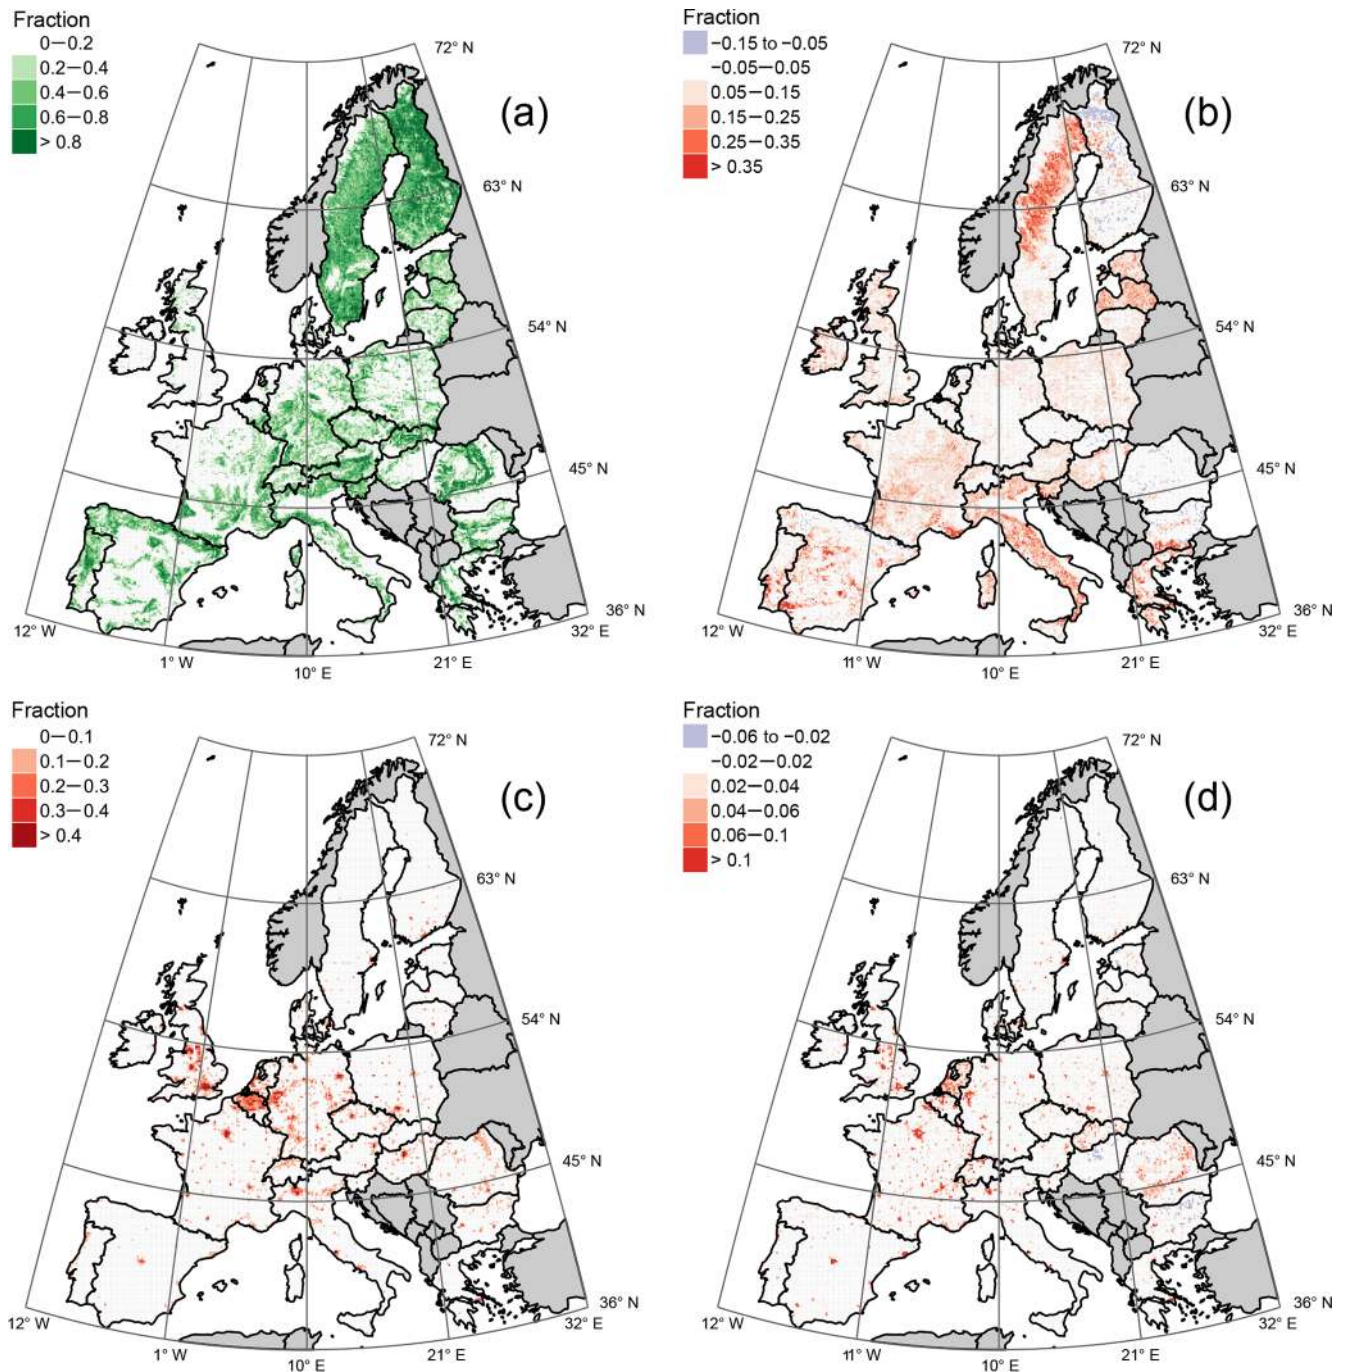 Fraction
0—0.2
0.2—0.4
0.4—0.6
0.6—0.8
> 0.8
(a)
72° N
63° N
54° N
45° N
36° N
32° E
12° W
1° W
10° E
21° E
Fraction
−0.15 to −0.05
−0.05—0.05
0.05—0.15
0.15—0.25
0.25—0.35
> 0.35
(b)
72° N
63° N
54° N
45° N
36° N
32° E
12° W
11° W
10° E
21° E
Fraction
0—0.1
0.1—0.2
0.2—0.3
0.3—0.4
> 0.4
(c)
72° N
63° N
54° N
45° N
36° N
32° E
12° W
1° W
10° E
21° E
Fraction
−0.06 to −0.02
−0.02—0.02
0.02—0.04
0.04—0.06
0.06—0.1
> 0.1
(d)
72° N
63° N
54° N
45° N
36° N
32° E
12° W
11° W
10° E
21° E